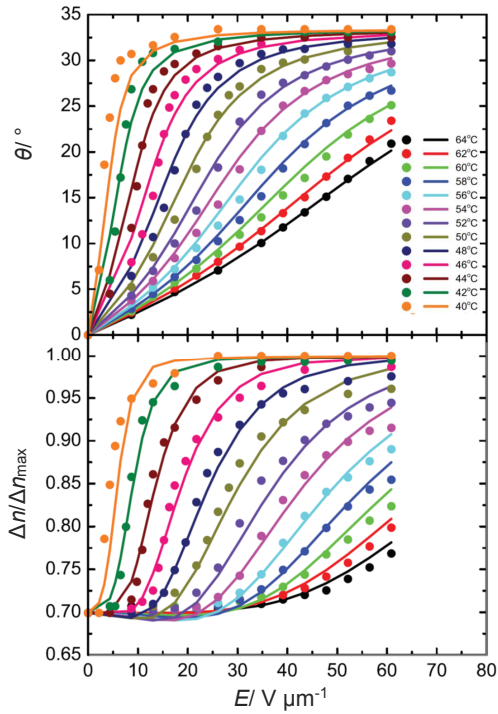 35
30
25
20
15
10
5
0
θ/ °
64°C
62°C
60°C
58°C
56°C
54°C
52°C
50°C
48°C
46°C
44°C
42°C
40°C
1.00
0.95
0.90
0.85
0.80
0.75
0.70
0.65
Δn/Δnmax
0 10 20 30 40 50 60 70 80
E/ V μm⁻¹